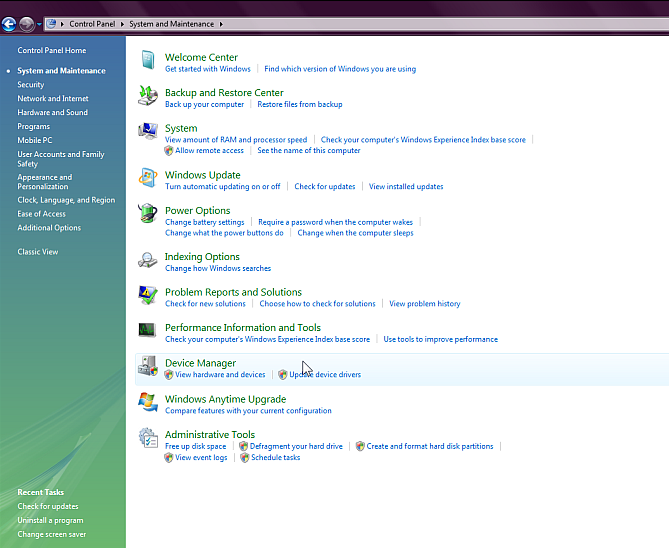 Control Panel System and Maintenance
Control Panel Home
System and Maintenance
Security
Network and Internet
Hardware and Sound
Programs
Mobile PC
User Accounts and Family
Safety
Appearance and
Personalization
Clock, Language, and Region
Ease of Access
Additional Options
Classic View
Recent Tasks
Check for updates
Uninstall a program
Change screen saver
Welcome Center
Get started with Windows Find which version of Windows you are using
Backup and Restore Center
Back up your computer Restore files from backup
System
View amount of RAM and processor speed Check your computer's Windows Experience Index base score
Allow remote access See the name of this computer
Windows Update
Turn automatic updating on or off Check for updates View installed updates
Power Options
Change battery settings Require a password when the computer wakes
Change what the power buttons do Change when the computer sleeps
Indexing Options
Change how Windows searches
Problem Reports and Solutions
Check for new solutions Choose how to check for solutions View problem history
Performance Information and Tools
Check your computer's Windows Experience Index base score Use tools to improve performance
Device Manager
View hardware and devices Update device drivers
Windows Anytime Upgrade
Compare features with your current configuration
Administrative Tools
Free up disk space Defragment your hard drive Create and format hard disk partitions
View event logs Schedule tasks